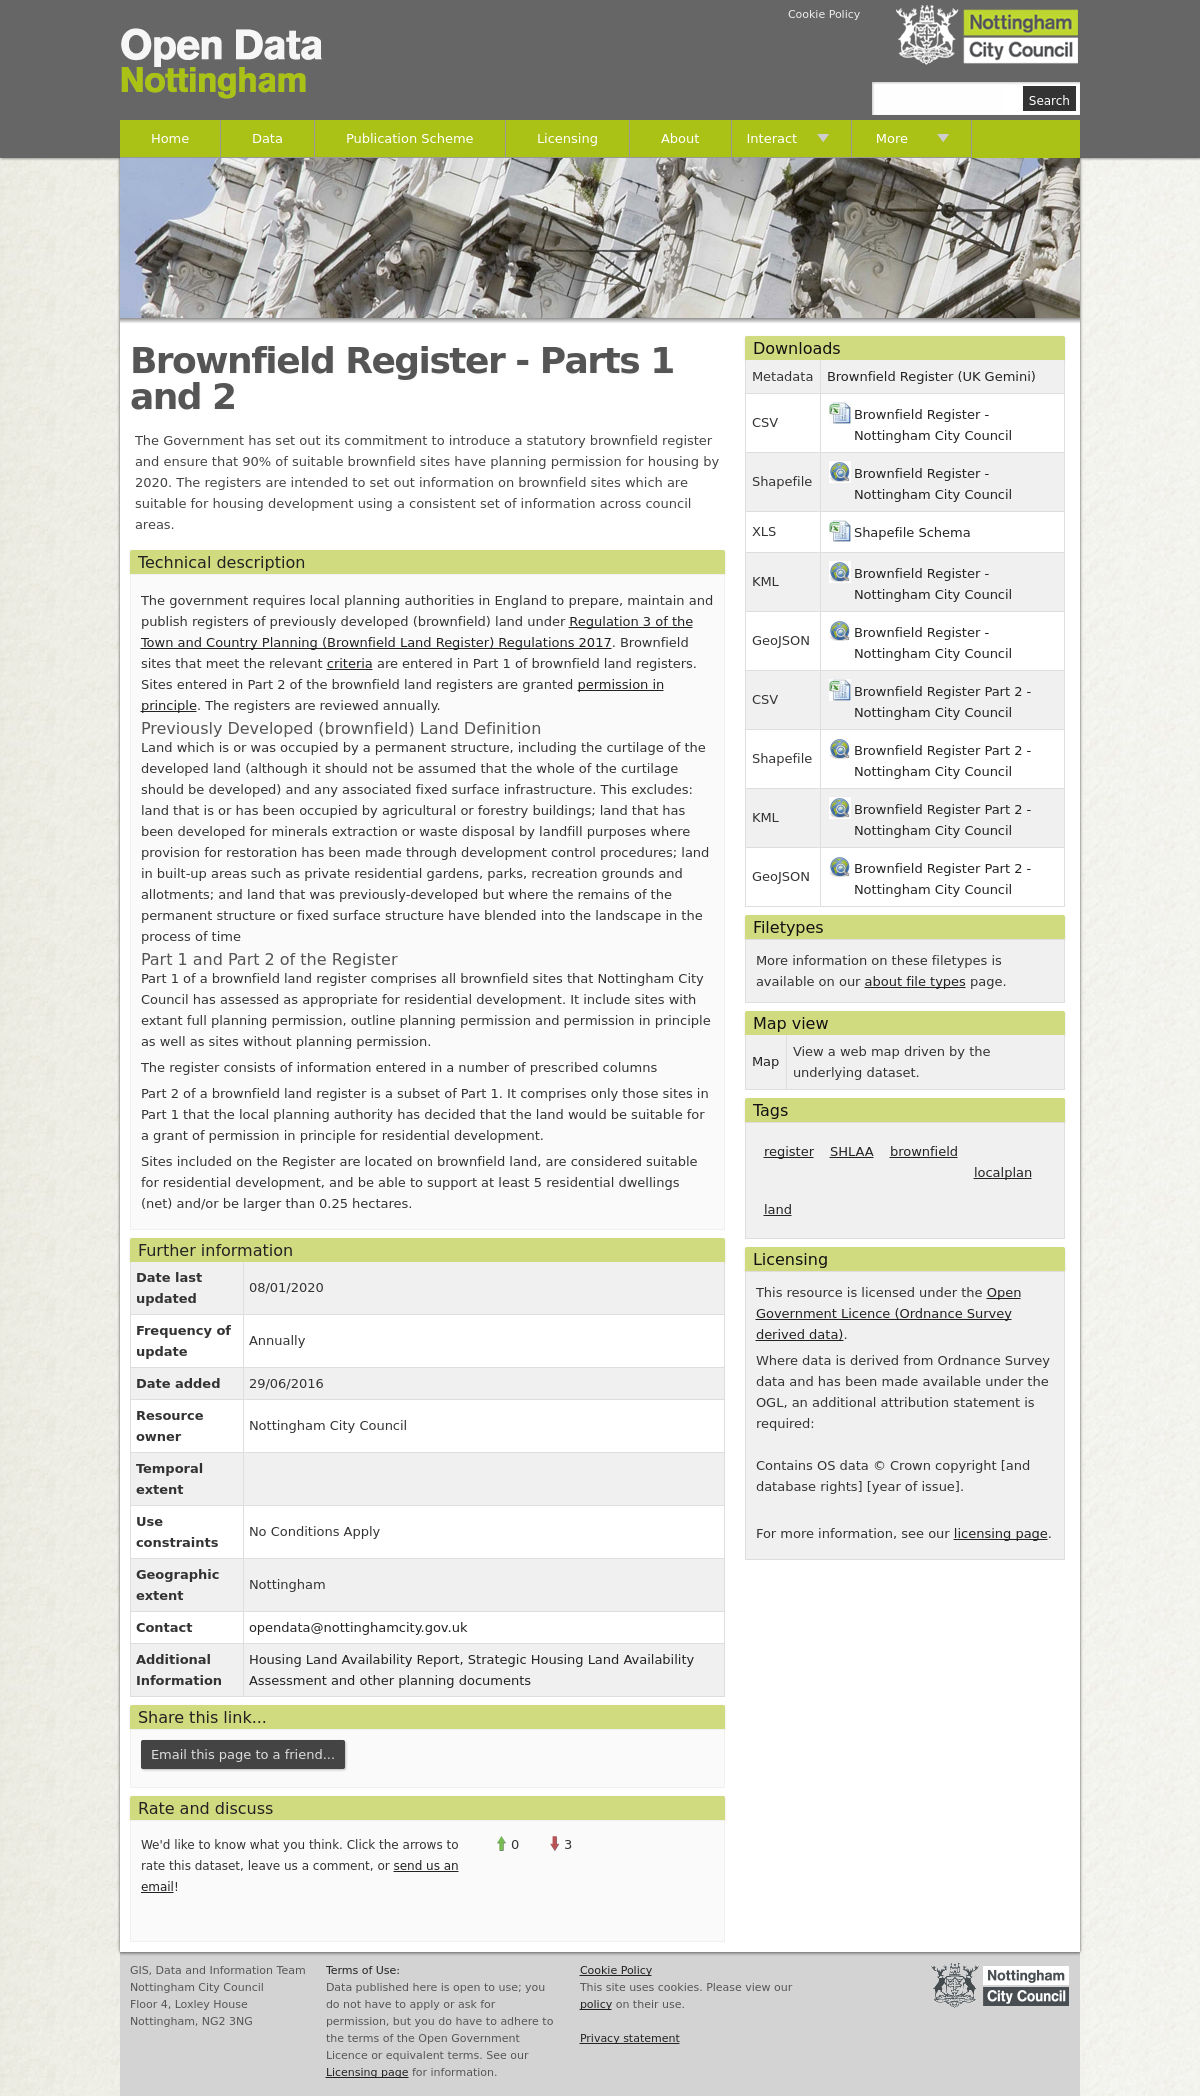 Cookie Policy
Open Data
Nottingham
Nottingham
City Council
Search
Home Data Publication Scheme Licensing About Interact More
Brownfield Register - Parts 1
and 2
The Government has set out its commitment to introduce a statutory brownfield register
and ensure that 90% of suitable brownfield sites have planning permission for housing by
2020. The registers are intended to set out information on brownfield sites which are
suitable for housing development using a consistent set of information across council
areas.
Technical description
The government requires local planning authorities in England to prepare, maintain and
publish registers of previously developed (brownfield) land under Regulation 3 of the
Town and Country Planning (Brownfield Land Register) Regulations 2017. Brownfield
sites that meet the relevant criteria are entered in Part 1 of brownfield land registers.
Sites entered in Part 2 of the brownfield land registers are granted permission in
principle. The registers are reviewed annually.
Previously Developed (brownfield) Land Definition
Land which is or was occupied by a permanent structure, including the curtilage of the
developed land (although it should not be assumed that the whole of the curtilage
should be developed) and any associated fixed surface infrastructure. This excludes:
land that is or has been occupied by agricultural or forestry buildings; land that has
been developed for minerals extraction or waste disposal by landfill purposes where
provision for restoration has been made through development control procedures; land
in built-up areas such as private residential gardens, parks, recreation grounds and
allotments; and land that was previously-developed but where the remains of the
permanent structure or fixed surface structure have blended into the landscape in the
process of time
Part 1 and Part 2 of the Register
Part 1 of a brownfield land register comprises all brownfield sites that Nottingham City
Council has assessed as appropriate for residential development. It include sites with
extant full planning permission, outline planning permission and permission in principle
as well as sites without planning permission.
The register consists of information entered in a number of prescribed columns
Part 2 of a brownfield land register is a subset of Part 1. It comprises only those sites in
Part 1 that the local planning authority has decided that the land would be suitable for
a grant of permission in principle for residential development.
Sites included on the Register are located on brownfield land, are considered suitable
for residential development, and be able to support at least 5 residential dwellings
(net) and/or be larger than 0.25 hectares.
Further information
Date last
updated
08/01/2020
Frequency of
update
Annually
Date added
29/06/2016
Resource
owner
Nottingham City Council
Temporal
extent
Use
constraints
No Conditions Apply
Geographic
extent
Nottingham
Contact
opendata@nottinghamcity.gov.uk
Additional
Information
Housing Land Availability Report, Strategic Housing Land Availability
Assessment and other planning documents
Share this link...
Email this page to a friend...
Rate and discuss
We'd like to know what you think. Click the arrows to
rate this dataset, leave us a comment, or send us an
email!
0 3
Downloads
Metadata Brownfield Register (UK Gemini)
CSV
Brownfield Register -
Nottingham City Council
Shapefile
Brownfield Register -
Nottingham City Council
XLS
Shapefile Schema
KML
Brownfield Register -
Nottingham City Council
GeoJSON
Brownfield Register -
Nottingham City Council
CSV
Brownfield Register Part 2 -
Nottingham City Council
Shapefile
Brownfield Register Part 2 -
Nottingham City Council
KML
Brownfield Register Part 2 -
Nottingham City Council
GeoJSON
Brownfield Register Part 2 -
Nottingham City Council
Filetypes
More information on these filetypes is
available on our about file types page.
Map view
Map
View a web map driven by the
underlying dataset.
Tags
register SHLAA brownfield
localplan
land
Licensing
This resource is licensed under the Open
Government Licence (Ordnance Survey
derived data).
Where data is derived from Ordnance Survey
data and has been made available under the
OGL, an additional attribution statement is
required:
Contains OS data © Crown copyright [and
database rights] [year of issue].
For more information, see our licensing page.
GIS, Data and Information Team
Nottingham City Council
Floor 4, Loxley House
Nottingham, NG2 3NG
Terms of Use:
Data published here is open to use; you
do not have to apply or ask for
permission, but you do have to adhere to
the terms of the Open Government
Licence or equivalent terms. See our
Licensing page for information.
Cookie Policy
This site uses cookies. Please view our
policy on their use.
Privacy statement
Nottingham
City Council